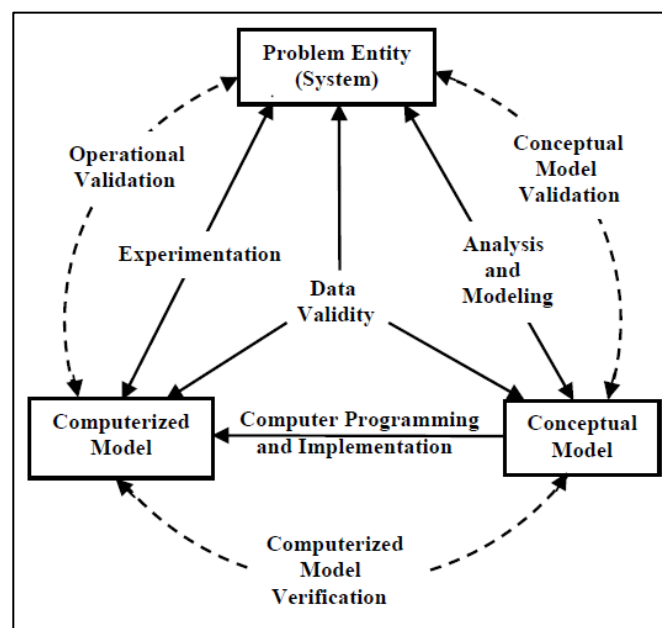 Problem Entity
(System)
Operational
Validation
Conceptual
Model
Validation
Experimentation
Analysis
and
Modeling
Data
Validity
Computerized
Model
Computer Programming
and Implementation
Conceptual
Model
Computerized
Model
Verification